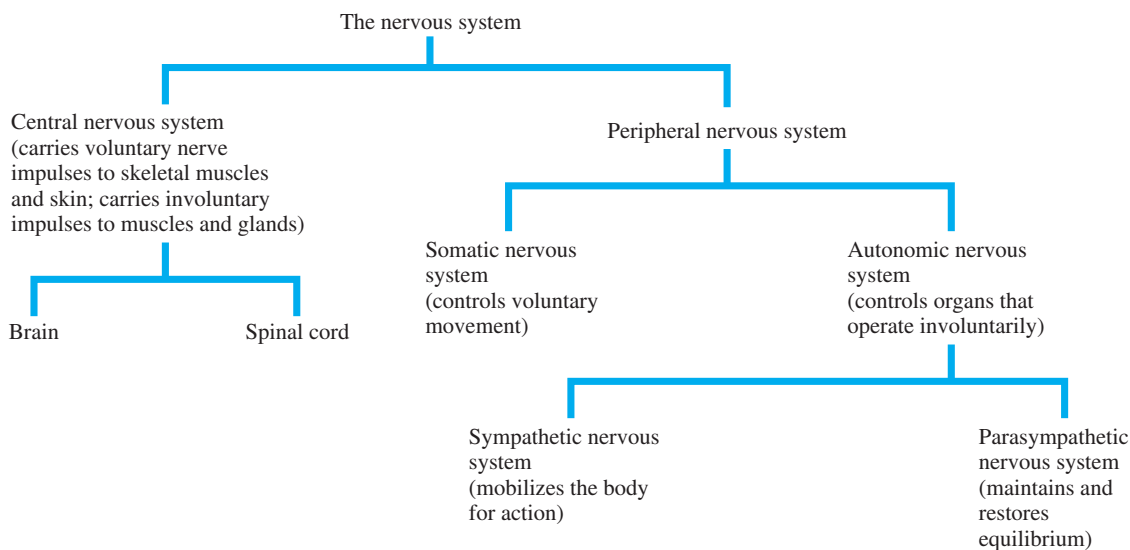 The nervous system
Central nervous system
(carries voluntary nerve
impulses to skeletal muscles
and skin; carries involuntary
impulses to muscles and glands)
Peripheral nervous system
Brain
Spinal cord
Somatic nervous
system
(controls voluntary
movement)
Autonomic nervous
system
(controls organs that
operate involuntarily)
Sympathetic nervous
system
(mobilizes the body
for action)
Parasympathetic
nervous system
(maintains and
restores
equilibrium)